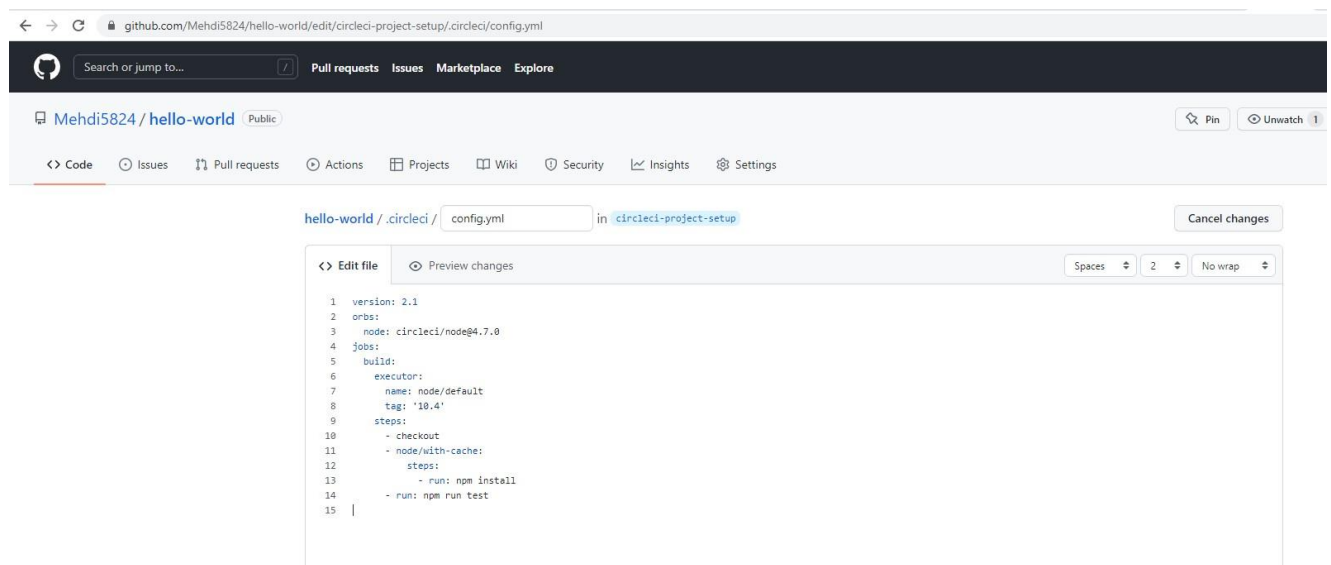 github.com/Mehdi5824/hello-world/edit/circleci-project-setup/.circleci/config.yml
Search or jump to... / Pull requests Issues Marketplace Explore
Mehdi5824 / hello-world Public Pin Unwatch 1
<> Code Issues Pull requests Actions Projects Wiki Security Insights Settings
hello-world / .circleci / config.yml in circleci-project-setup Cancel changes
<> Edit file Preview changes Spaces 2 No wrap
1 version: 2.1
2 orbs:
3   node: circleci/node@4.7.0
4 jobs:
5   build:
6     executor:
7       name: node/default
8       tag: '10.4'
9     steps:
10       - checkout
11       - node/with-cache:
12           steps:
13             - run: npm install
14       - run: npm run test
15